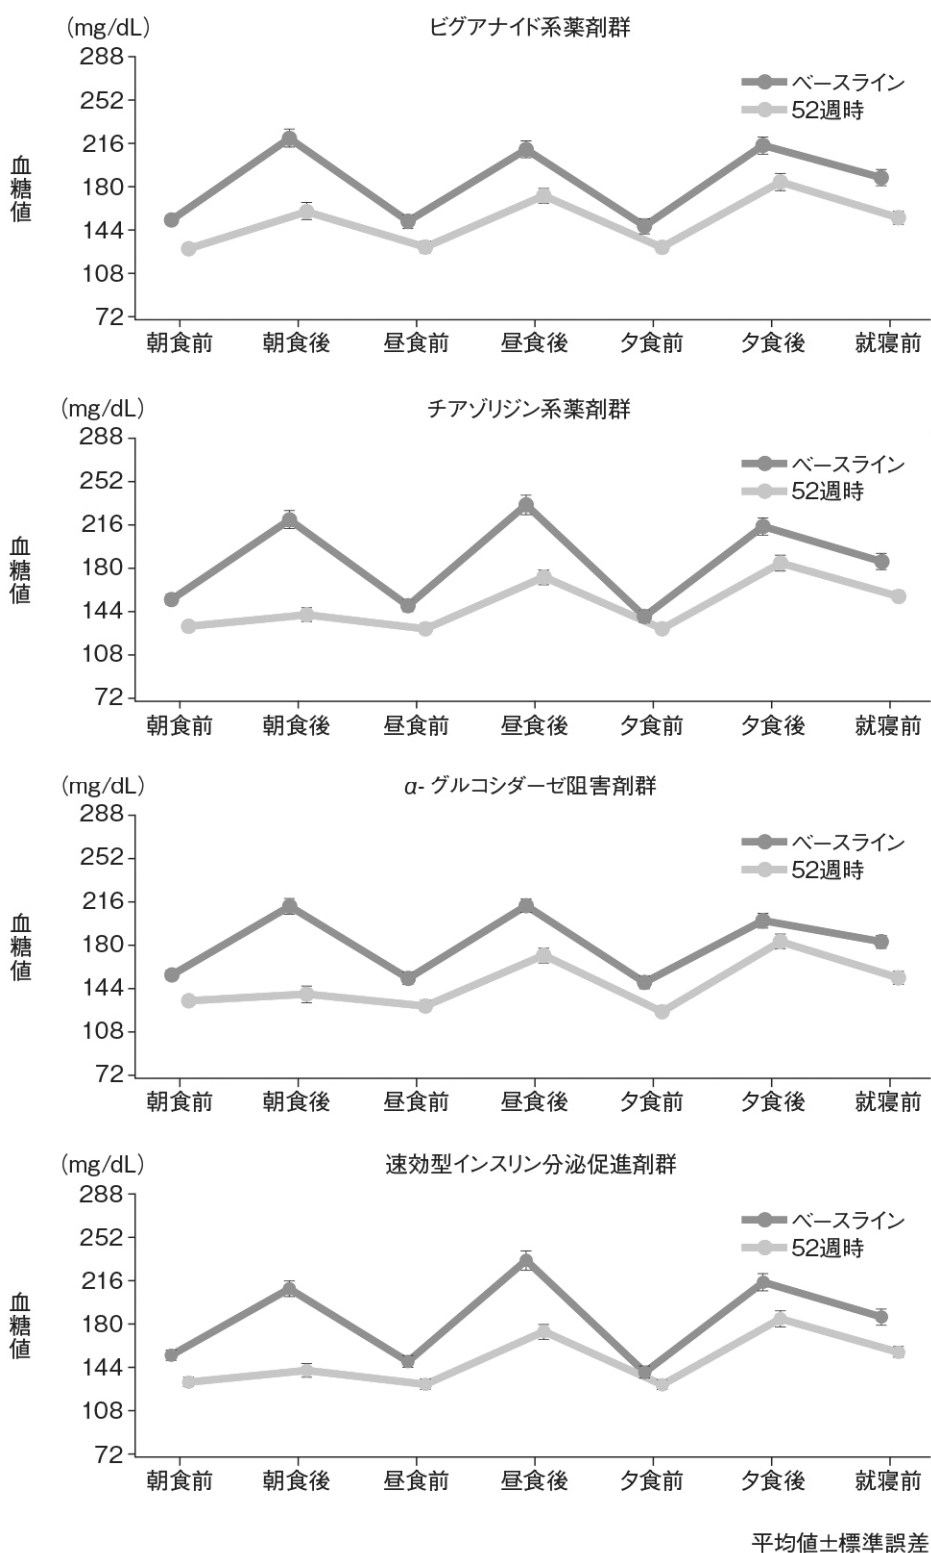 (mg/dL) ビグアナイド系薬剤群
288
ベースライン
252
52週時
216
血糖値
180
144
108
72
朝食前 朝食後 昼食前 昼食後 夕食前 夕食後 就寝前
(mg/dL) チアゾリジン系薬剤群
288
ベースライン
252
52週時
216
血糖値
180
144
108
72
朝食前 朝食後 昼食前 昼食後 夕食前 夕食後 就寝前
(mg/dL) α-グルコシダーゼ阻害剤群
288
ベースライン
252
52週時
216
血糖値
180
144
108
72
朝食前 朝食後 昼食前 昼食後 夕食前 夕食後 就寝前
(mg/dL) 速効型インスリン分泌促進剤群
288
ベースライン
252
52週時
216
血糖値
180
144
108
72
朝食前 朝食後 昼食前 昼食後 夕食前 夕食後 就寝前
平均値±標準誤差